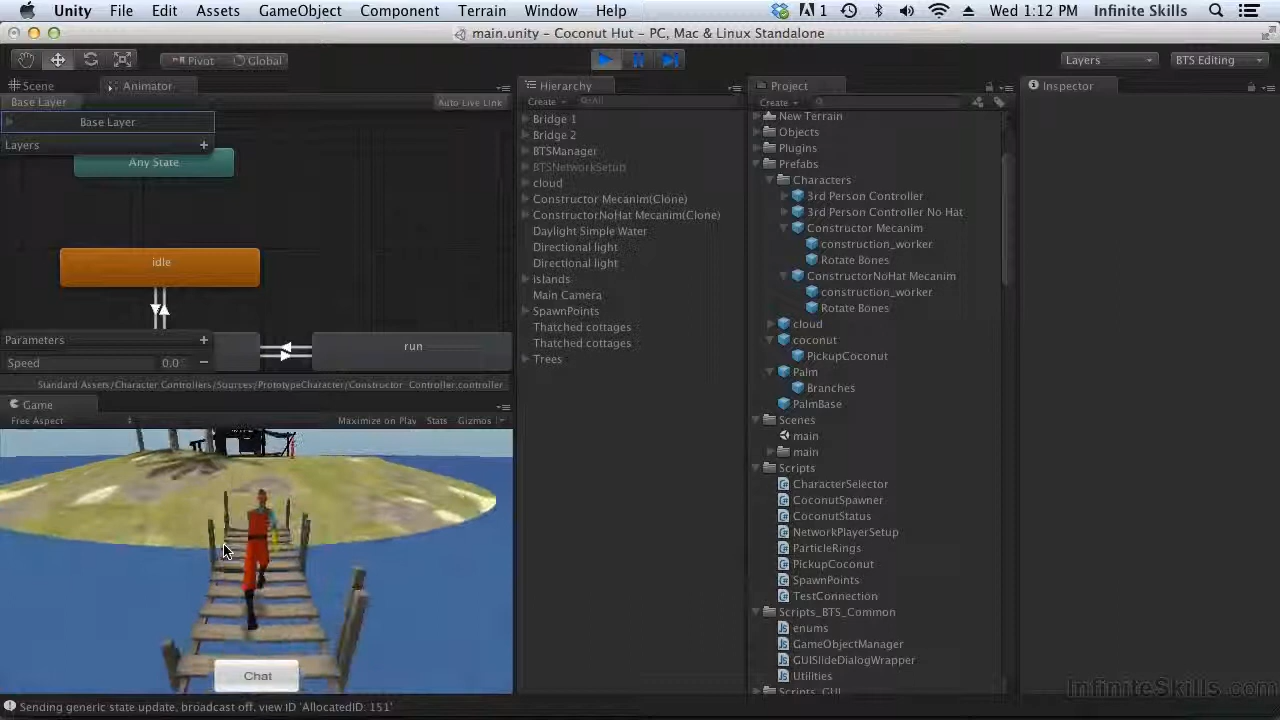 Unity File Edit Assets GameObject Component Terrain Window Help 1 Wed 1:12 PM Infinite Skills
main.unity - Coconut Hut - PC, Mac & Linux Standalone
Pivot Global Layers BTS Editing
Scene Animator
Base Layer Auto Live Link
Base Layer
Layers +
Any State
idle
Parameters +
Speed 0.0 −
run
Standard Assets/Character Controllers/Sources/PrototypeCharacter/Constructor_Controller.controller
Game
Free Aspect Maximize on Play Stats Gizmos
Chat
Hierarchy
Create All
Bridge 1
Bridge 2
BTSManager
BTSNetworkSetup
cloud
Constructor Mecanim(Clone)
ConstructorNoHat Mecanim(Clone)
Daylight Simple Water
Directional light
Directional light
islands
Main Camera
SpawnPoints
Thatched cottages
Thatched cottages
Trees
Project
Create
New Terrain
Objects
Plugins
Prefabs
Characters
3rd Person Controller
3rd Person Controller No Hat
Constructor Mecanim
construction_worker
Rotate Bones
ConstructorNoHat Mecanim
construction_worker
Rotate Bones
cloud
coconut
PickupCoconut
Palm
Branches
PalmBase
Scenes
main
main
Scripts
CharacterSelector
CoconutSpawner
CoconutStatus
NetworkPlayerSetup
ParticleRings
PickupCoconut
SpawnPoints
TestConnection
Scripts_BTS_Common
enums
GameObjectManager
GUISlideDialogWrapper
Utilities
Scripts_GUI
Inspector
InfiniteSkills.com
Sending generic state update, broadcast off, view ID 'AllocatedID: 151'